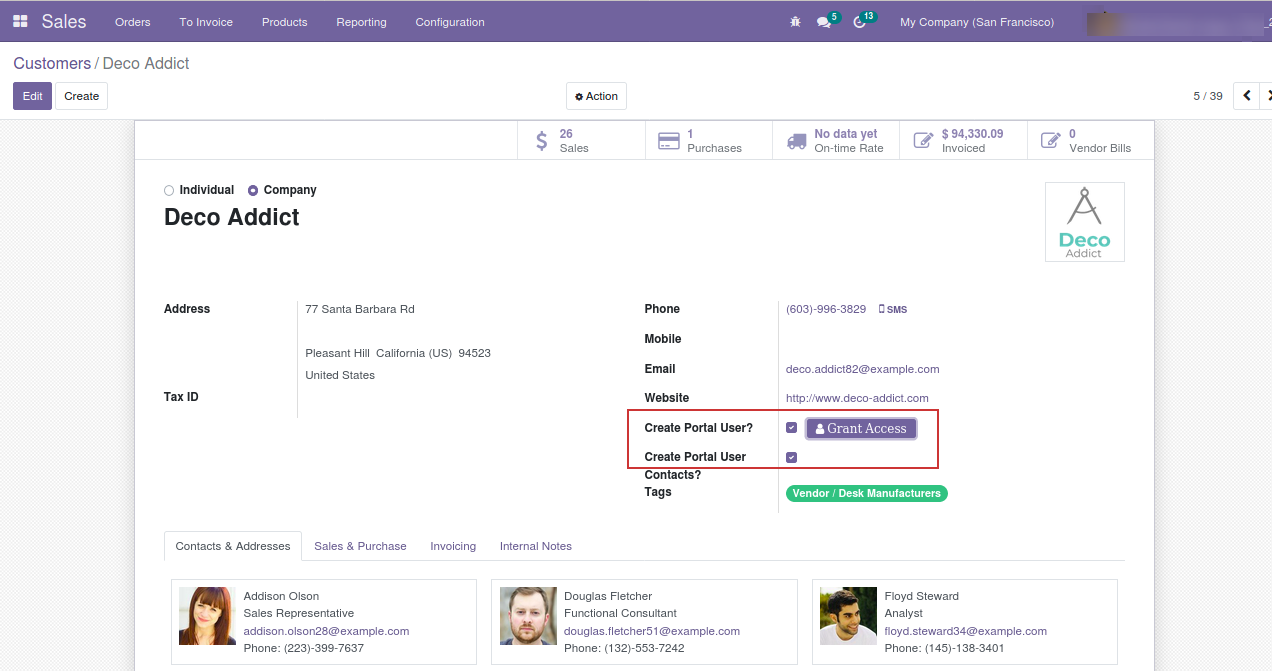 Sales Orders To Invoice Products Reporting Configuration 5 13 My Company (San Francisco)
Customers / Deco Addict
Edit Create Action 5 / 39
26 Sales
1 Purchases
No data yet On-time Rate
$ 94,330.09 Invoiced
0 Vendor Bills
Individual Company
Deco Addict
Deco
Addict
Address 77 Santa Barbara Rd
Pleasant Hill California (US) 94523
United States
Tax ID
Phone (603)-996-3829 SMS
Mobile
Email deco.addict82@example.com
Website http://www.deco-addict.com
Create Portal User? Grant Access
Create Portal User
Contacts?
Tags Vendor / Desk Manufacturers
Contacts & Addresses Sales & Purchase Invoicing Internal Notes
Addison Olson
Sales Representative
addison.olson28@example.com
Phone: (223)-399-7637
Douglas Fletcher
Functional Consultant
douglas.fletcher51@example.com
Phone: (132)-553-7242
Floyd Steward
Analyst
floyd.steward34@example.com
Phone: (145)-138-3401